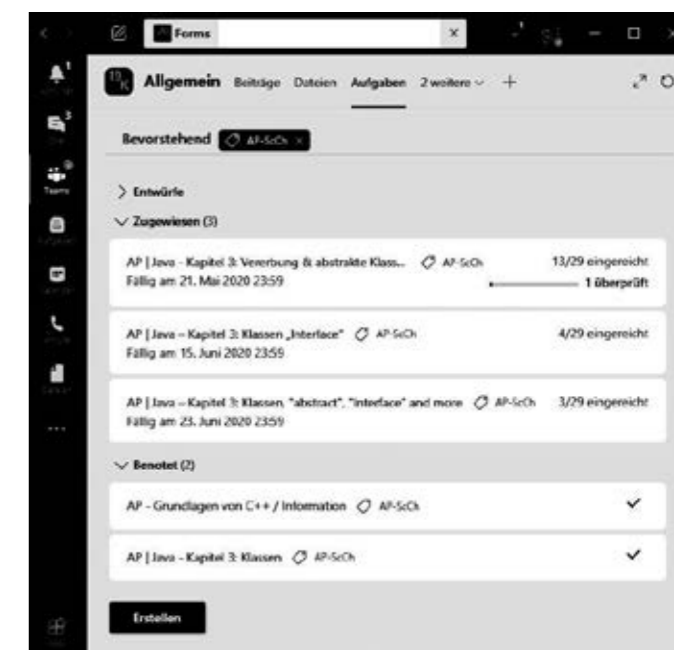 Forms
1
Allgemein Beiträge Dateien Aufgaben 2 weitere
3
Bevorstehend AP-ScCh
Teams
Entwürfe
Zugewiesen (3)
AP | Java - Kapitel 3: Vererbung & abstrakte Klass... AP-ScCh 13/29 eingereicht
Fällig am 21. Mai 2020 23:59 1 überprüft
AP | Java – Kapitel 3: Klassen „Interface" AP-ScCh 4/29 eingereicht
Fällig am 15. Juni 2020 23:59
AP | Java – Kapitel 3: Klassen, "abstract", "interface" and more AP-ScCh 3/29 eingereicht
Fällig am 23. Juni 2020 23:59
Benotet (2)
AP - Grundlagen von C++ / Information AP-ScCh
AP | Java - Kapitel 3: Klassen AP-ScCh
Erstellen